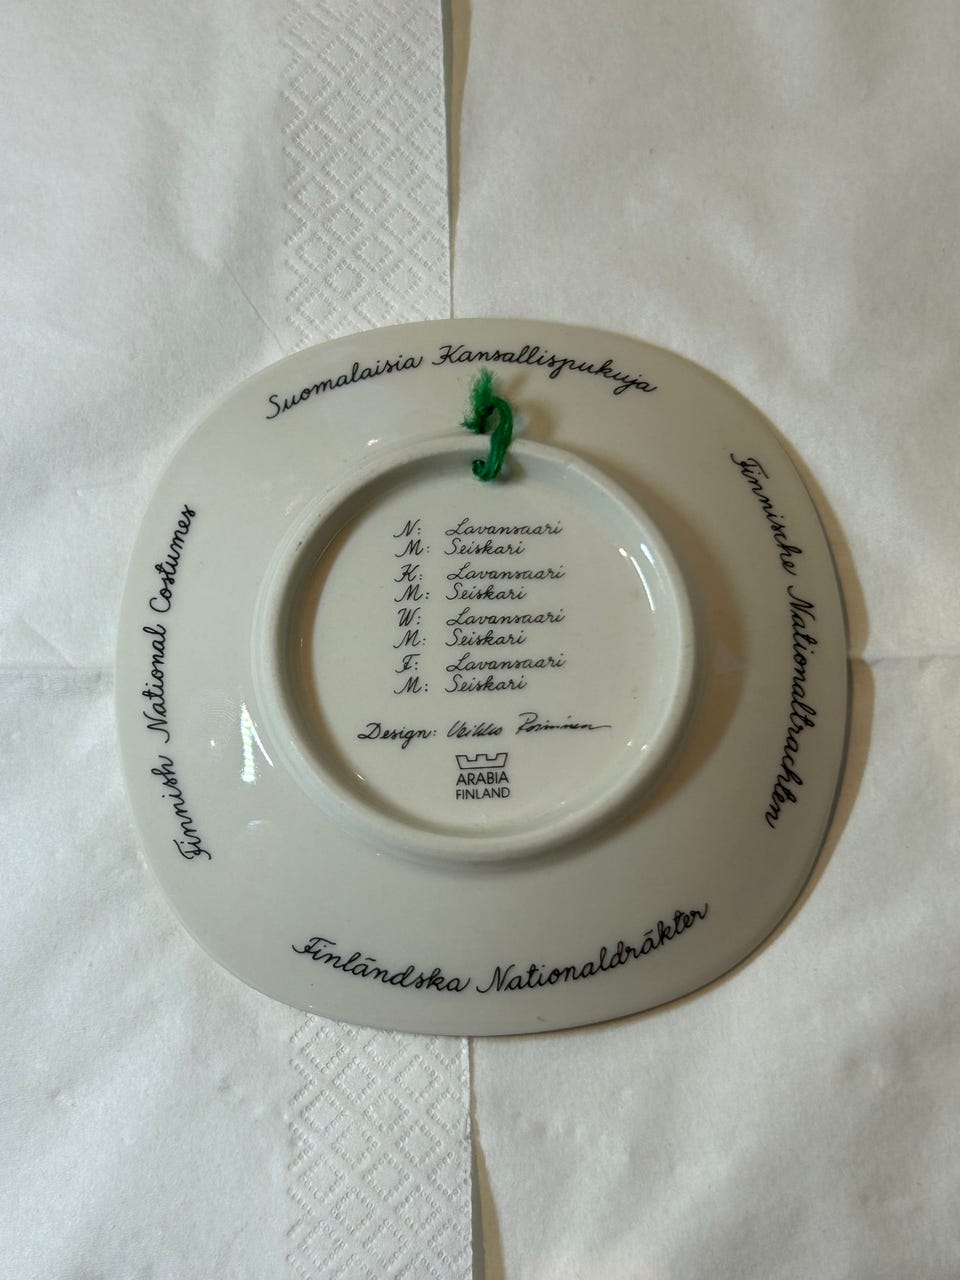 Suomalaisia Kansallispukuja
Finnische Nationaltrachten
Finländska Nationaldräkter
Finnish National Costumes
N: Lavansaari
M: Seiskari
K: Lavansaari
M: Seiskari
W: Lavansaari
M: Seiskari
F: Lavansaari
M: Seiskari
Design: Veikko
ARABIA
FINLAND